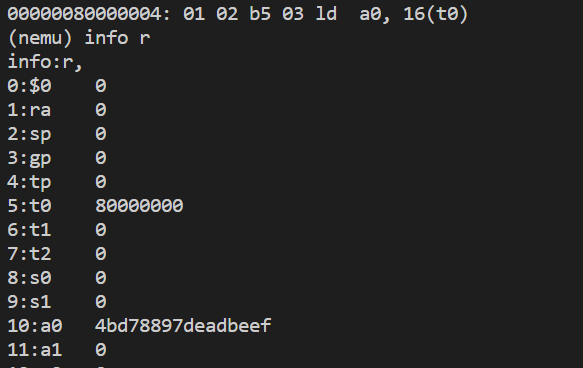 00000080000004: 01 02 b5 03 ld  a0, 16(t0)
(nemu) info r
info:r,
0:$0    0
1:ra    0
2:sp    0
3:gp    0
4:tp    0
5:t0    80000000
6:t1    0
7:t2    0
8:s0    0
9:s1    0
10:a0   4bd78897deadbeef
11:a1   0